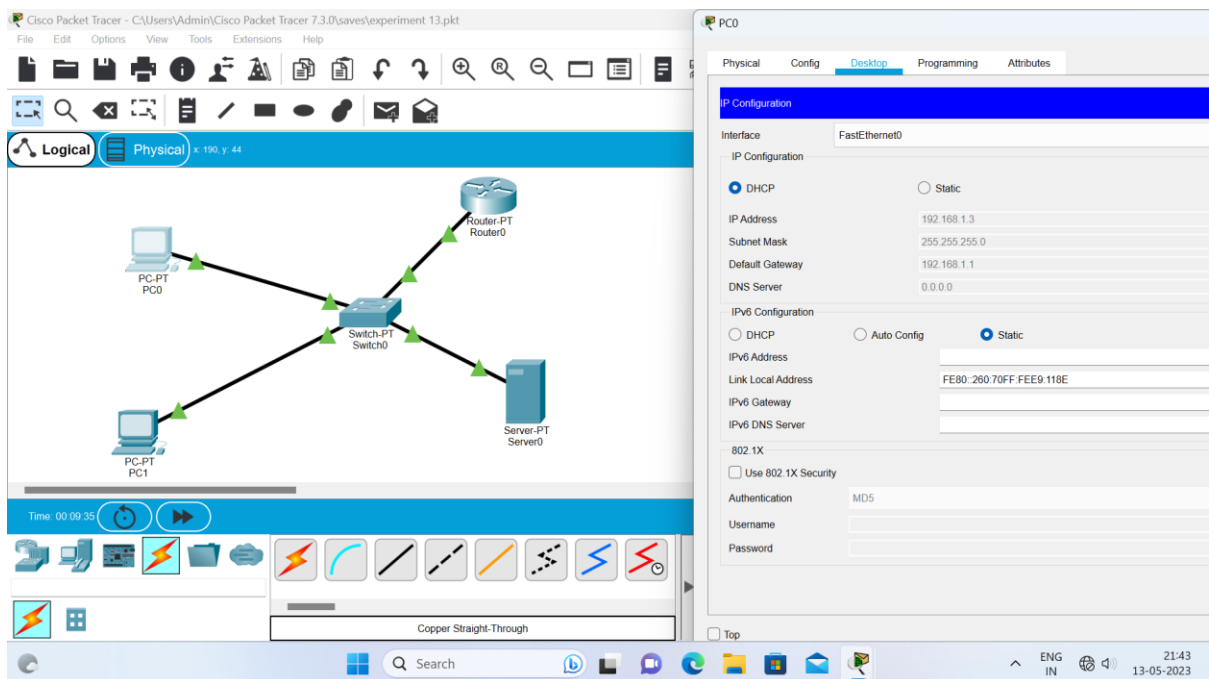 Cisco Packet Tracer - C:\Users\Admin\Cisco Packet Tracer 7.3.0\saves\experiment 13.pkt
File Edit Options View Tools Extensions Help
Logical Physical x: 190, y: 44
Router-PT
Router0
PC-PT
PC0
Switch-PT
Switch0
Server-PT
Server0
PC-PT
PC1
Time: 00:09:35
Copper Straight-Through
PC0
Physical Config Desktop Programming Attributes
IP Configuration
Interface FastEthernet0
IP Configuration
DHCP Static
IP Address 192.168.1.3
Subnet Mask 255.255.255.0
Default Gateway 192.168.1.1
DNS Server 0.0.0.0
IPv6 Configuration
DHCP Auto Config Static
IPv6 Address
Link Local Address FE80::260:70FF:FEE9:118E
IPv6 Gateway
IPv6 DNS Server
802.1X
Use 802.1X Security
Authentication MD5
Username
Password
Top
Search
ENG
IN
21:43
13-05-2023